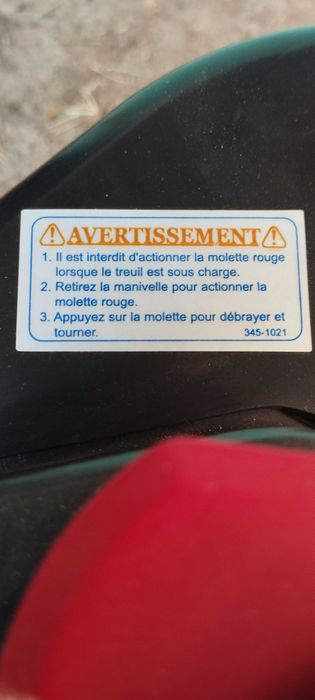 AVERTISSEMENT
1. Il est interdit d'actionner la molette rouge
lorsque le treuil est sous charge.
2. Retirez la manivelle pour actionner la
molette rouge.
3. Appuyez sur la molette pour débrayer et
tourner. 345-1021